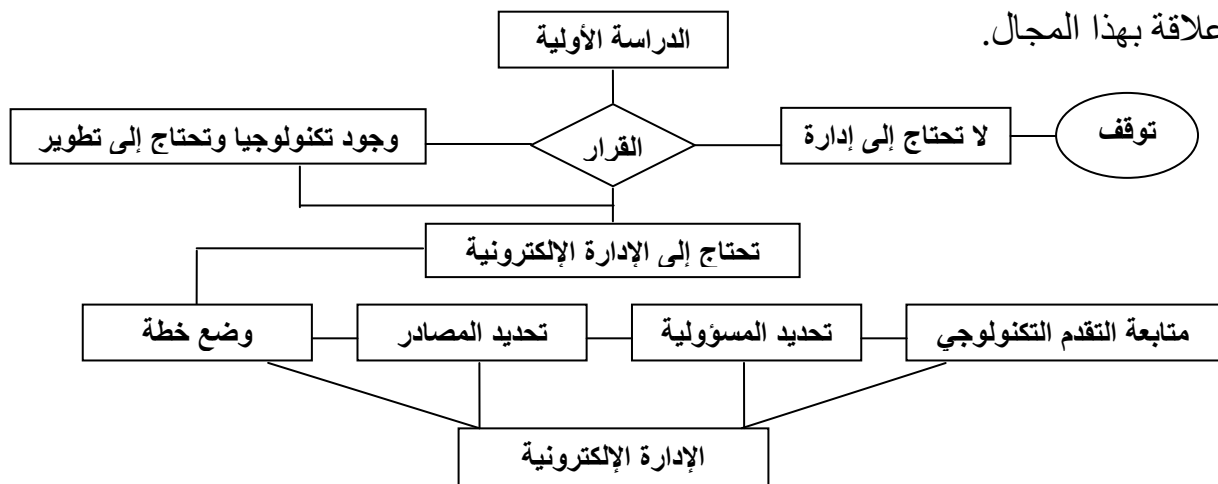 علاقة بهذا المجال.
الدراسة الأولية
توقف
لا تحتاج إلى إدارة
القرار
وجود تكنولوجيا وتحتاج إلى تطوير
تحتاج إلى الإدارة الإلكترونية
متابعة التقدم التكنولوجي
تحديد المسؤولية
تحديد المصادر
وضع خطة
الإدارة الإلكترونية